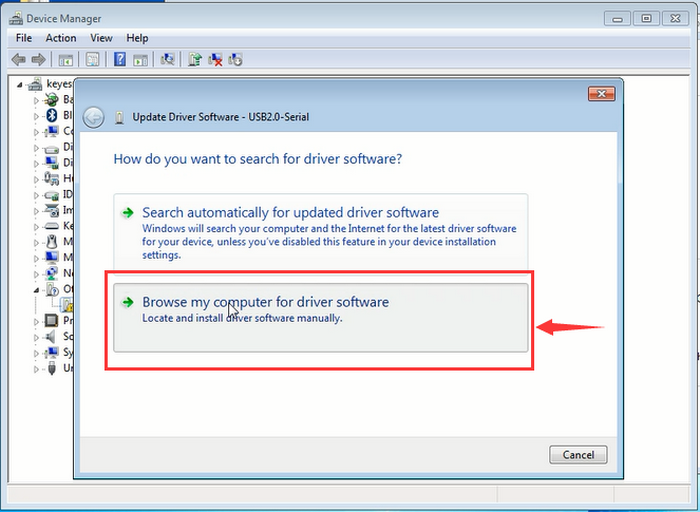 Device Manager
File Action View Help
keyes
Ba
Bl
Co
Di
Di
H
ID
Im
Ke
M
M
Ne
Ot
Pr
So
Sy
Un
Update Driver Software - USB2.0-Serial
How do you want to search for driver software?
Search automatically for updated driver software
Windows will search your computer and the Internet for the latest driver software
for your device, unless you've disabled this feature in your device installation
settings.
Browse my computer for driver software
Locate and install driver software manually.
Cancel